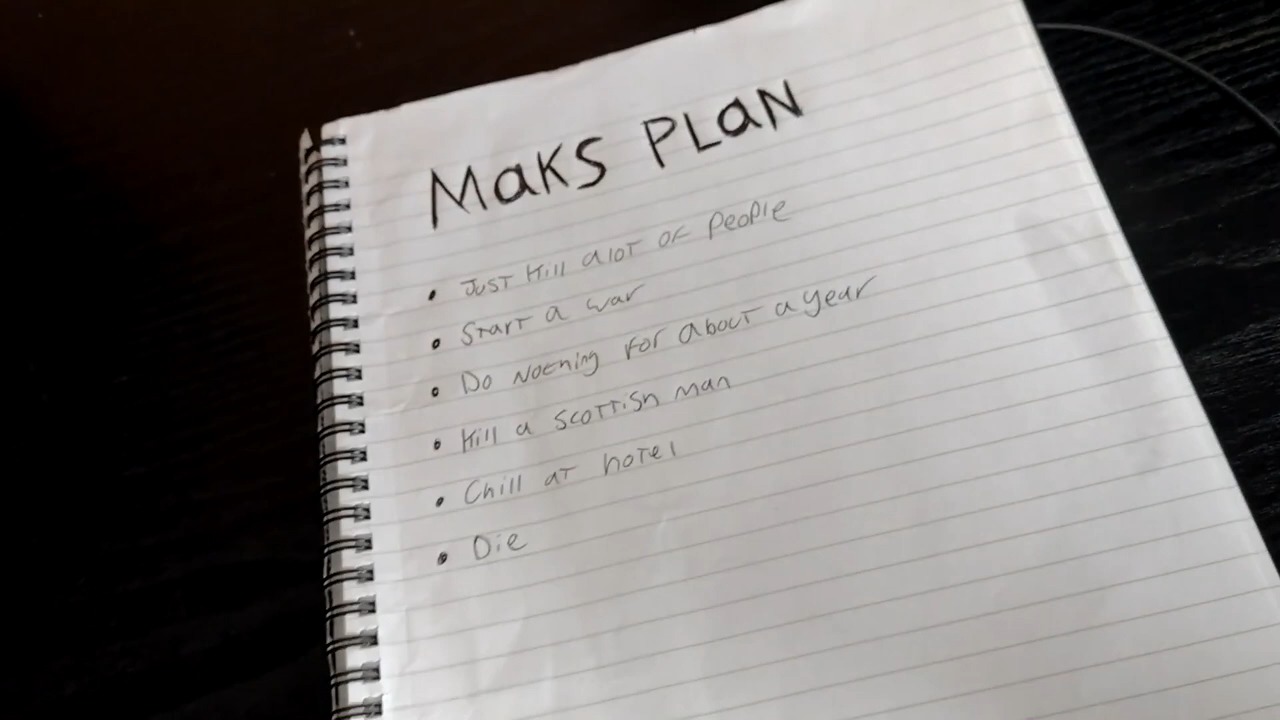 MaKS PLaN
• JUST Kill alot OF People
• Start a war
• Do Nothing for about a year
• Kill a Scottish man
• Chill at hotel
• Die